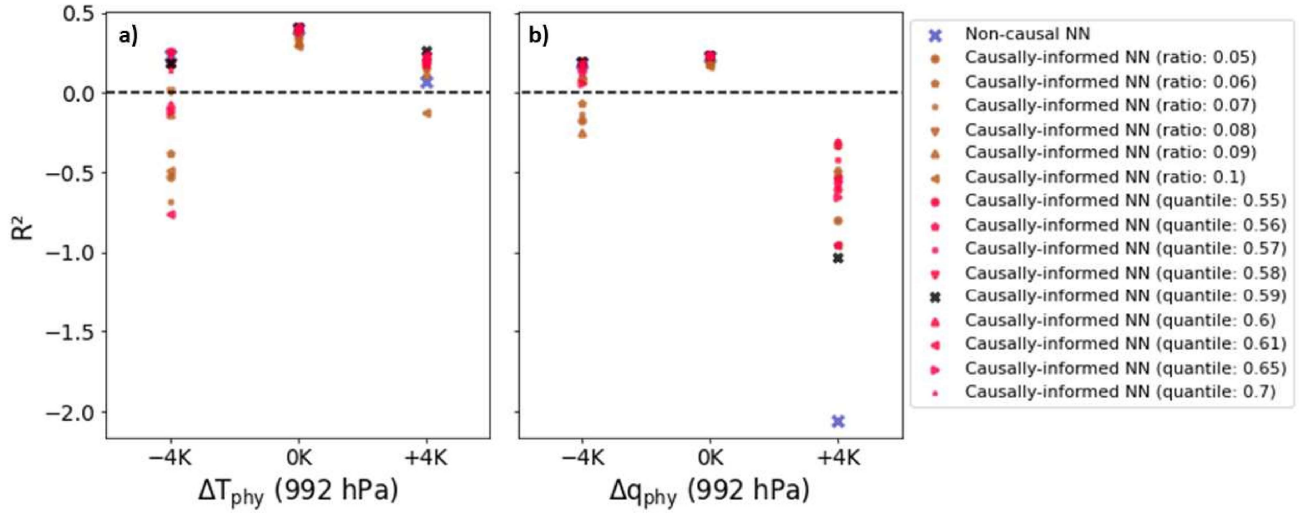 a)
b)
0.5
0.0
−0.5
−1.0
−1.5
−2.0
R²
−4K 0K +4K
ΔTphy (992 hPa)
−4K 0K +4K
Δqphy (992 hPa)
Non-causal NN
Causally-informed NN (ratio: 0.05)
Causally-informed NN (ratio: 0.06)
Causally-informed NN (ratio: 0.07)
Causally-informed NN (ratio: 0.08)
Causally-informed NN (ratio: 0.09)
Causally-informed NN (ratio: 0.1)
Causally-informed NN (quantile: 0.55)
Causally-informed NN (quantile: 0.56)
Causally-informed NN (quantile: 0.57)
Causally-informed NN (quantile: 0.58)
Causally-informed NN (quantile: 0.59)
Causally-informed NN (quantile: 0.6)
Causally-informed NN (quantile: 0.61)
Causally-informed NN (quantile: 0.65)
Causally-informed NN (quantile: 0.7)